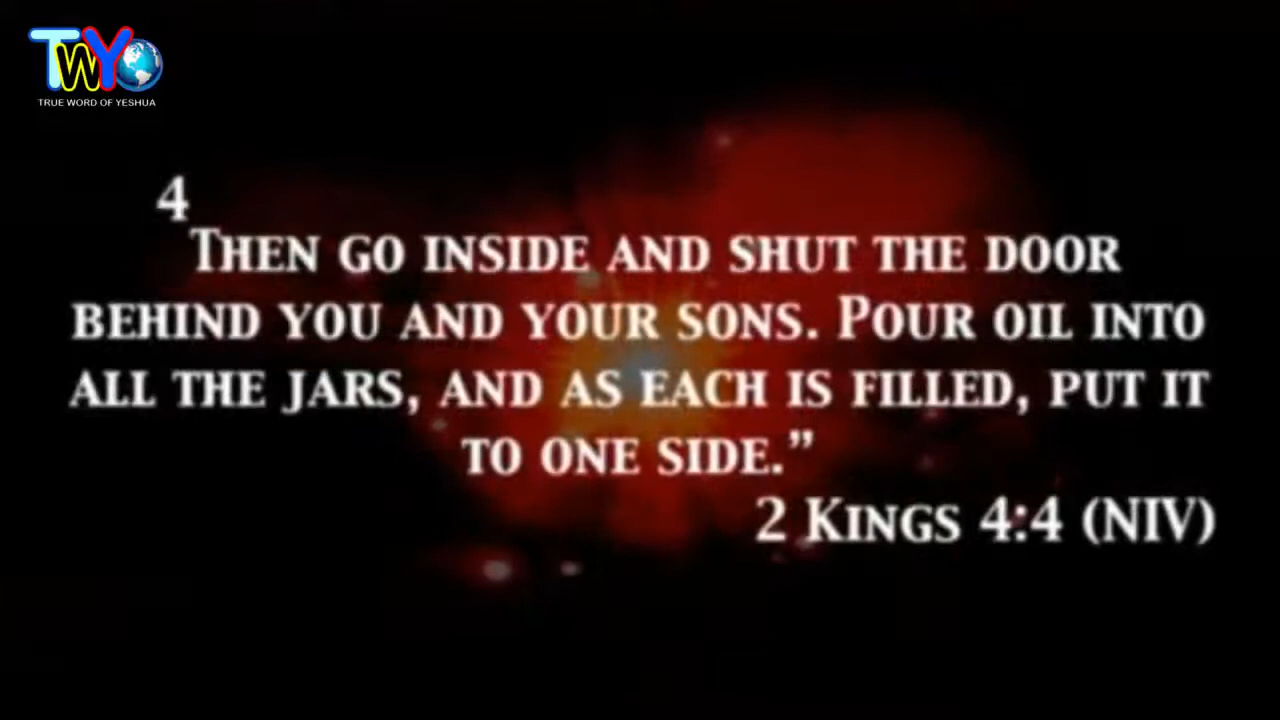 TWY
TRUE WORD OF YESHUA
4
THEN GO INSIDE AND SHUT THE DOOR
BEHIND YOU AND YOUR SONS. POUR OIL INTO
ALL THE JARS, AND AS EACH IS FILLED, PUT IT
TO ONE SIDE.”
2 KINGS 4:4 (NIV)